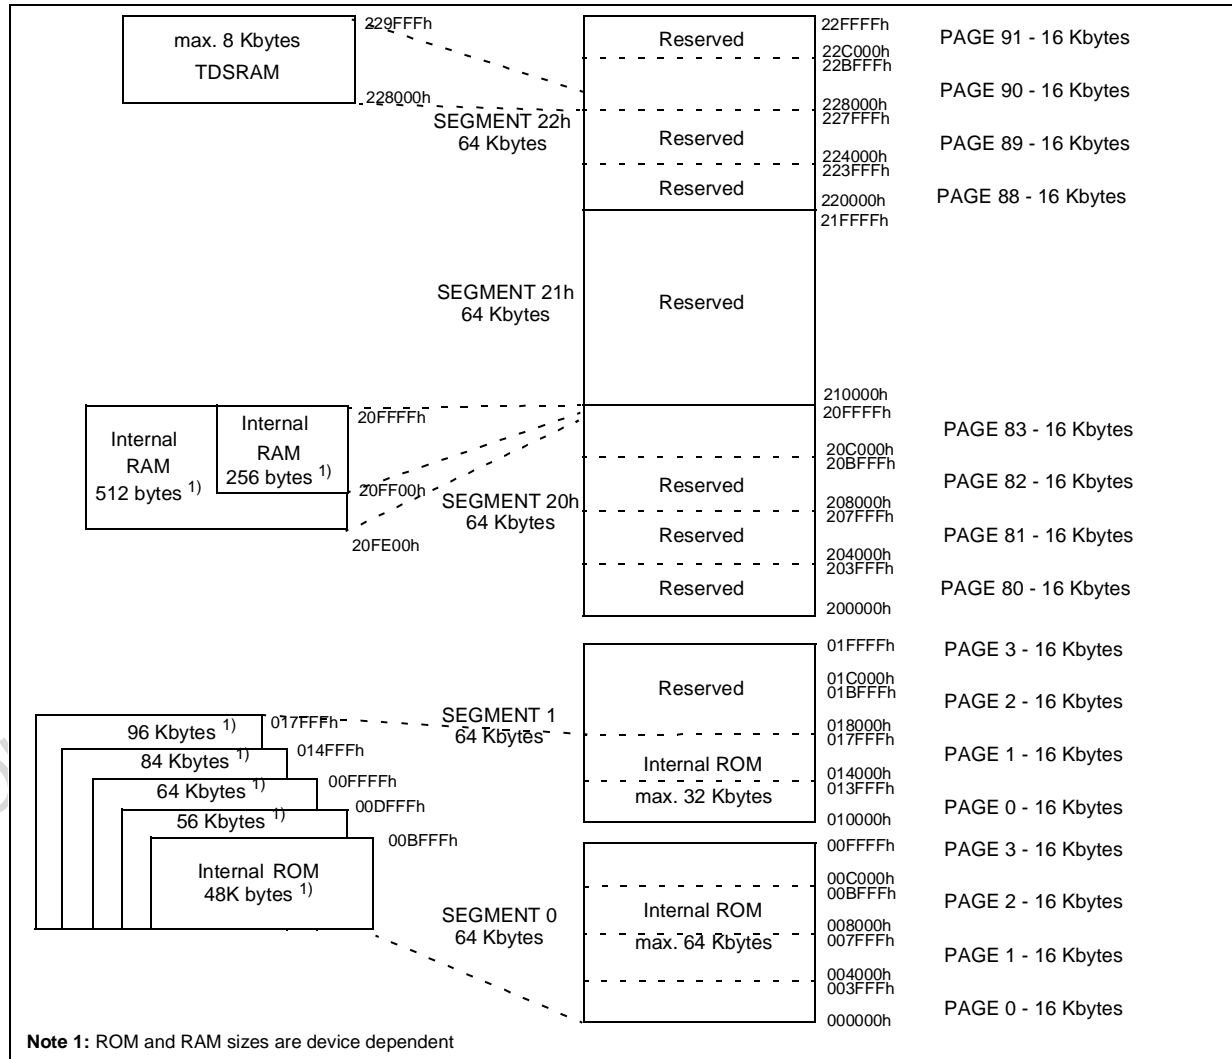 229FFFh
max. 8 Kbytes
TDSRAM
228000h
Reserved
22FFFFh
PAGE 91 - 16 Kbytes
22C000h
22BFFFh
PAGE 90 - 16 Kbytes
228000h
227FFFh
SEGMENT 22h
64 Kbytes
Reserved
PAGE 89 - 16 Kbytes
224000h
223FFFh
Reserved
PAGE 88 - 16 Kbytes
220000h
21FFFFh
SEGMENT 21h
64 Kbytes
Reserved
210000h
20FFFFh
Internal
RAM
512 bytes 1)
Internal
RAM
256 bytes 1)
20FFFFh
20FF00h
20FE00h
PAGE 83 - 16 Kbytes
20C000h
20BFFFh
SEGMENT 20h
64 Kbytes
Reserved
PAGE 82 - 16 Kbytes
208000h
207FFFh
Reserved
PAGE 81 - 16 Kbytes
204000h
203FFFh
Reserved
PAGE 80 - 16 Kbytes
200000h
01FFFFh
PAGE 3 - 16 Kbytes
Reserved
01C000h
01BFFFh
PAGE 2 - 16 Kbytes
SEGMENT 1
64 Kbytes
018000h
017FFFh
PAGE 1 - 16 Kbytes
Internal ROM
max. 32 Kbytes
014000h
013FFFh
PAGE 0 - 16 Kbytes
010000h
96 Kbytes 1)
017FFFh
84 Kbytes 1)
014FFFh
64 Kbytes 1)
00FFFFh
56 Kbytes 1)
00DFFFh
00BFFFh
Internal ROM
48K bytes 1)
00FFFFh
PAGE 3 - 16 Kbytes
00C000h
00BFFFh
PAGE 2 - 16 Kbytes
SEGMENT 0
64 Kbytes
Internal ROM
max. 64 Kbytes
008000h
007FFFh
PAGE 1 - 16 Kbytes
004000h
003FFFh
PAGE 0 - 16 Kbytes
000000h
Note 1: ROM and RAM sizes are device dependent